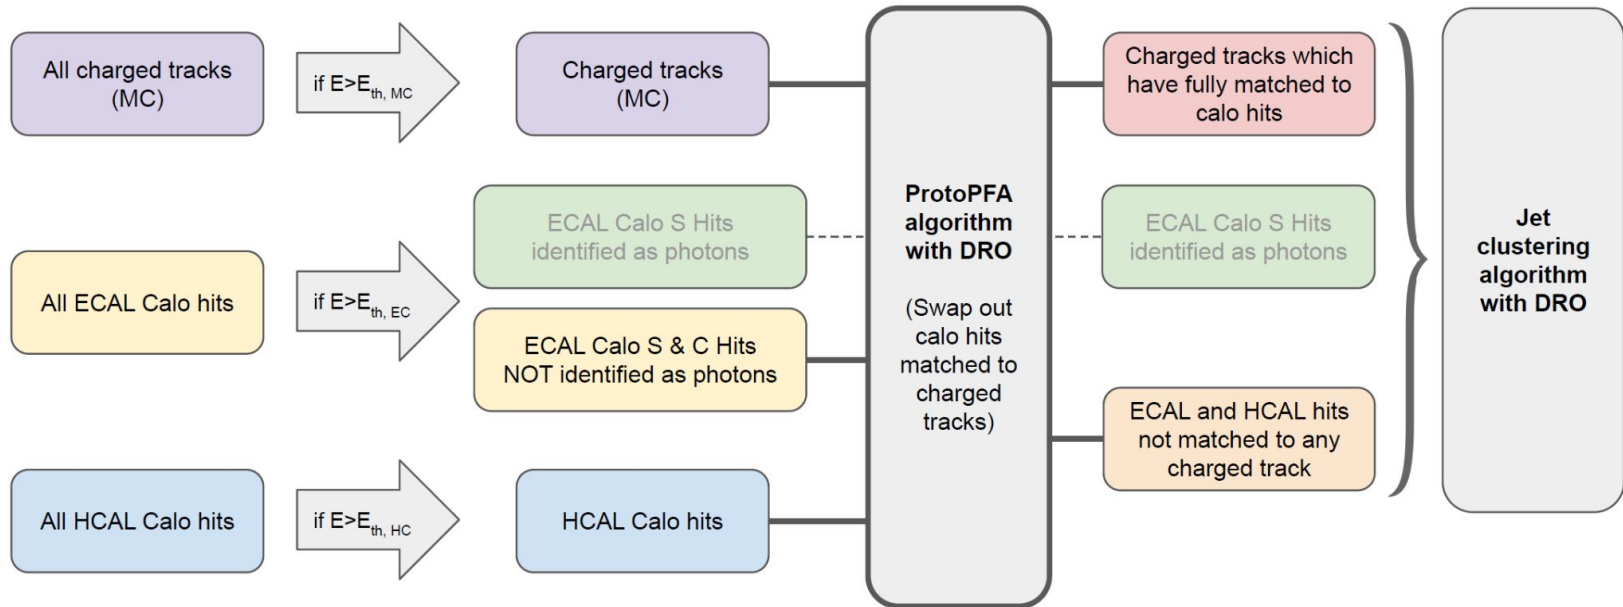 All charged tracks
(MC)
if E>E_th, MC
Charged tracks
(MC)
All ECAL Calo hits
if E>E_th, EC
ECAL Calo S Hits
identified as photons
ECAL Calo S & C Hits
NOT identified as photons
All HCAL Calo hits
if E>E_th, HC
HCAL Calo hits
ProtoPFA
algorithm
with DRO
(Swap out
calo hits
matched to
charged
tracks)
Charged tracks which
have fully matched to
calo hits
ECAL Calo S Hits
identified as photons
ECAL and HCAL hits
not matched to any
charged track
Jet
clustering
algorithm
with DRO